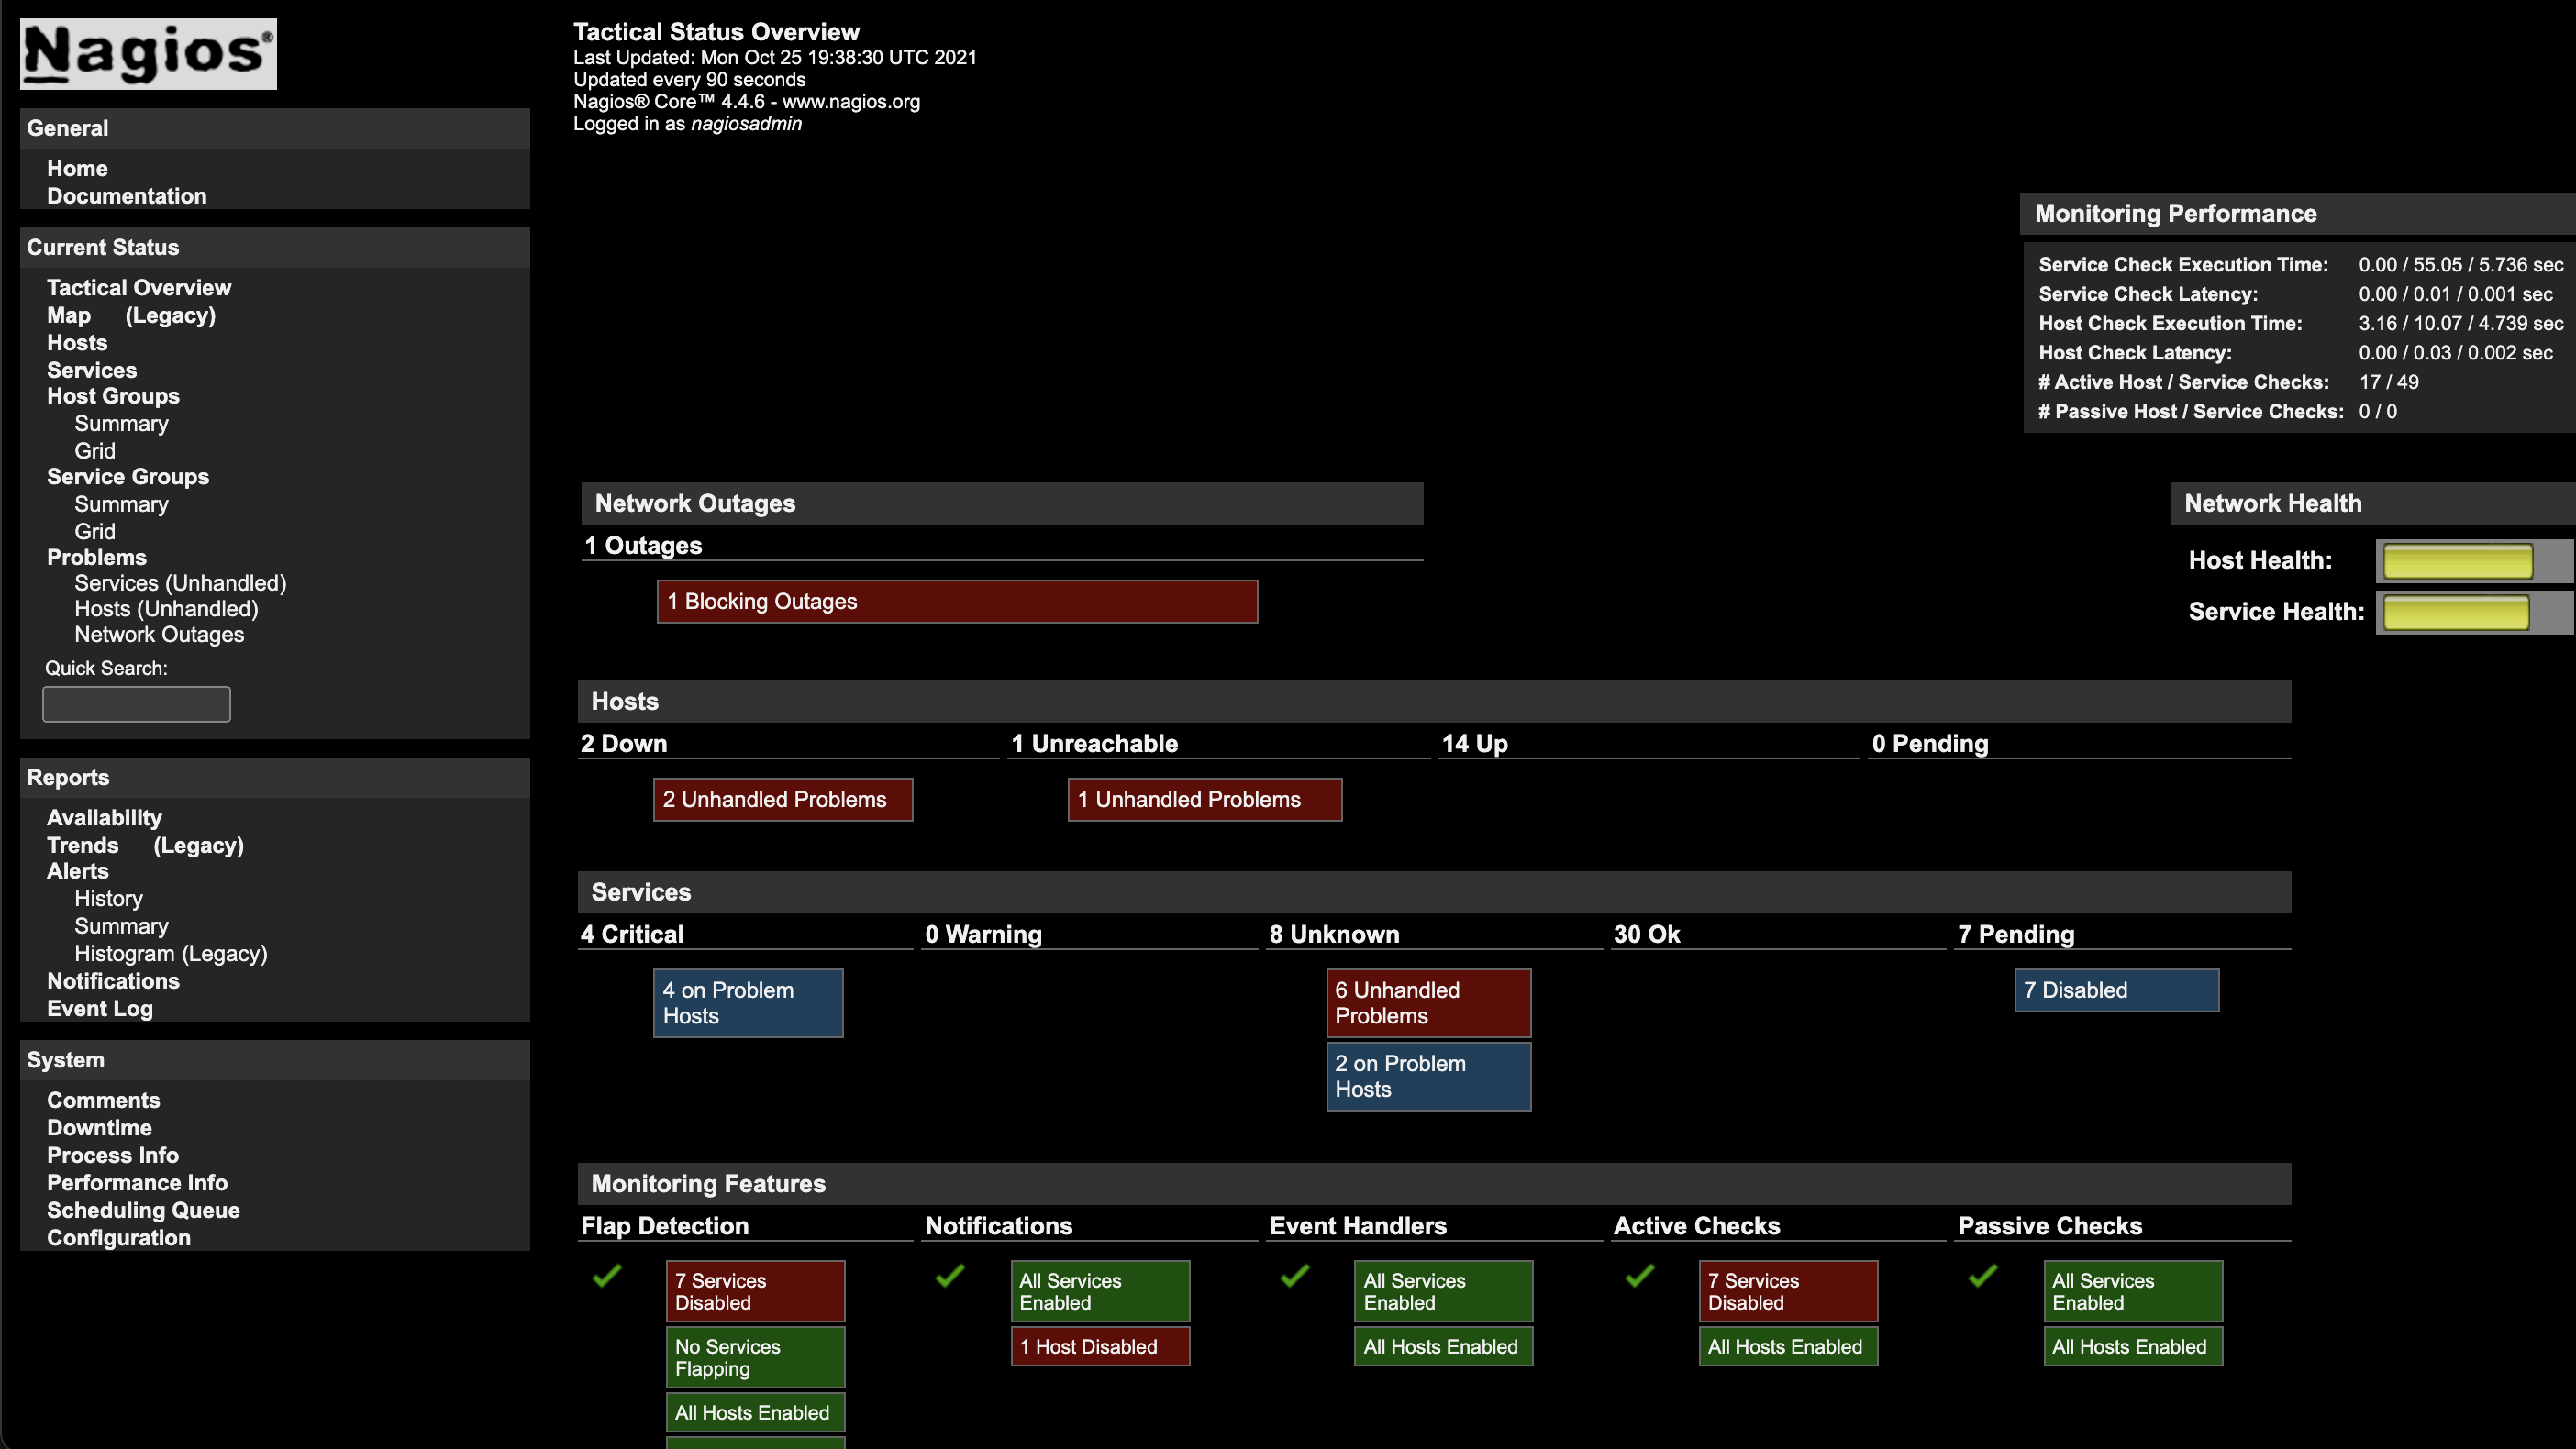 Nagios®
General
Home
Documentation
Current Status
Tactical Overview
Map (Legacy)
Hosts
Services
Host Groups
Summary
Grid
Service Groups
Summary
Grid
Problems
Services (Unhandled)
Hosts (Unhandled)
Network Outages
Quick Search:
Reports
Availability
Trends (Legacy)
Alerts
History
Summary
Histogram (Legacy)
Notifications
Event Log
System
Comments
Downtime
Process Info
Performance Info
Scheduling Queue
Configuration
Tactical Status Overview
Last Updated: Mon Oct 25 19:38:30 UTC 2021
Updated every 90 seconds
Nagios® Core™ 4.4.6 - www.nagios.org
Logged in as nagiosadmin
Monitoring Performance
Service Check Execution Time: 0.00 / 55.05 / 5.736 sec
Service Check Latency: 0.00 / 0.01 / 0.001 sec
Host Check Execution Time: 3.16 / 10.07 / 4.739 sec
Host Check Latency: 0.00 / 0.03 / 0.002 sec
# Active Host / Service Checks: 17 / 49
# Passive Host / Service Checks: 0 / 0
Network Outages
1 Outages
1 Blocking Outages
Network Health
Host Health:
Service Health:
Hosts
2 Down 1 Unreachable 14 Up 0 Pending
2 Unhandled Problems 1 Unhandled Problems
Services
4 Critical 0 Warning 8 Unknown 30 Ok 7 Pending
4 on Problem
Hosts
6 Unhandled
Problems
2 on Problem
Hosts
7 Disabled
Monitoring Features
Flap Detection Notifications Event Handlers Active Checks Passive Checks
7 Services
Disabled
No Services
Flapping
All Hosts Enabled
All Services
Enabled
1 Host Disabled
All Services
Enabled
All Hosts Enabled
7 Services
Disabled
All Hosts Enabled
All Services
Enabled
All Hosts Enabled